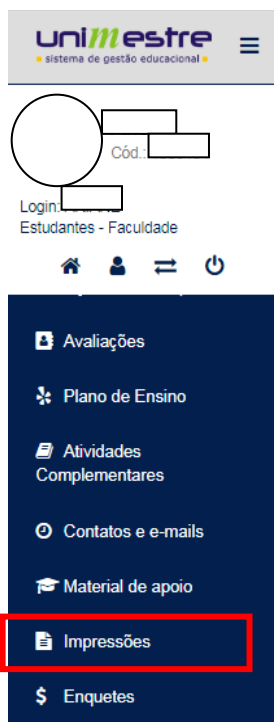 unimestre
sistema de gestão educacional
Cód.:
Login:
Estudantes - Faculdade
Avaliações
Plano de Ensino
Atividades
Complementares
Contatos e e-mails
Material de apoio
Impressões
Enquetes